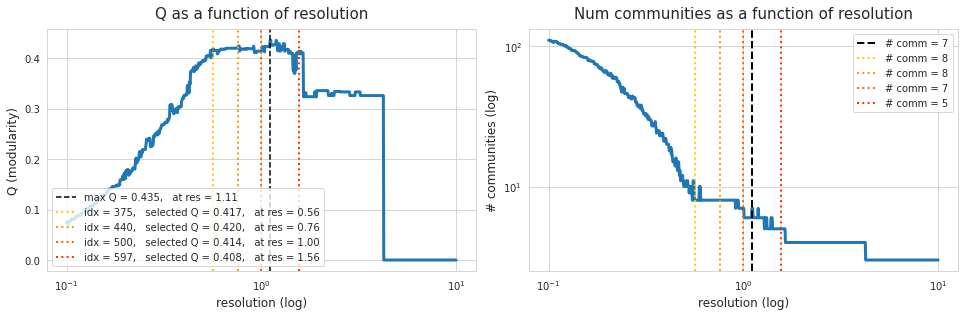 Q as a function of resolution
Q (modularity)
0.4
0.3
0.2
0.1
0.0
max Q = 0.435, at res = 1.11
idx = 375, selected Q = 0.417, at res = 0.56
idx = 440, selected Q = 0.420, at res = 0.76
idx = 500, selected Q = 0.414, at res = 1.00
idx = 597, selected Q = 0.408, at res = 1.56
10⁻¹ 10⁰ 10¹
resolution (log)
Num communities as a function of resolution
# communities (log)
10²
10¹
# comm = 7
# comm = 8
# comm = 8
# comm = 7
# comm = 5
10⁻¹ 10⁰ 10¹
resolution (log)